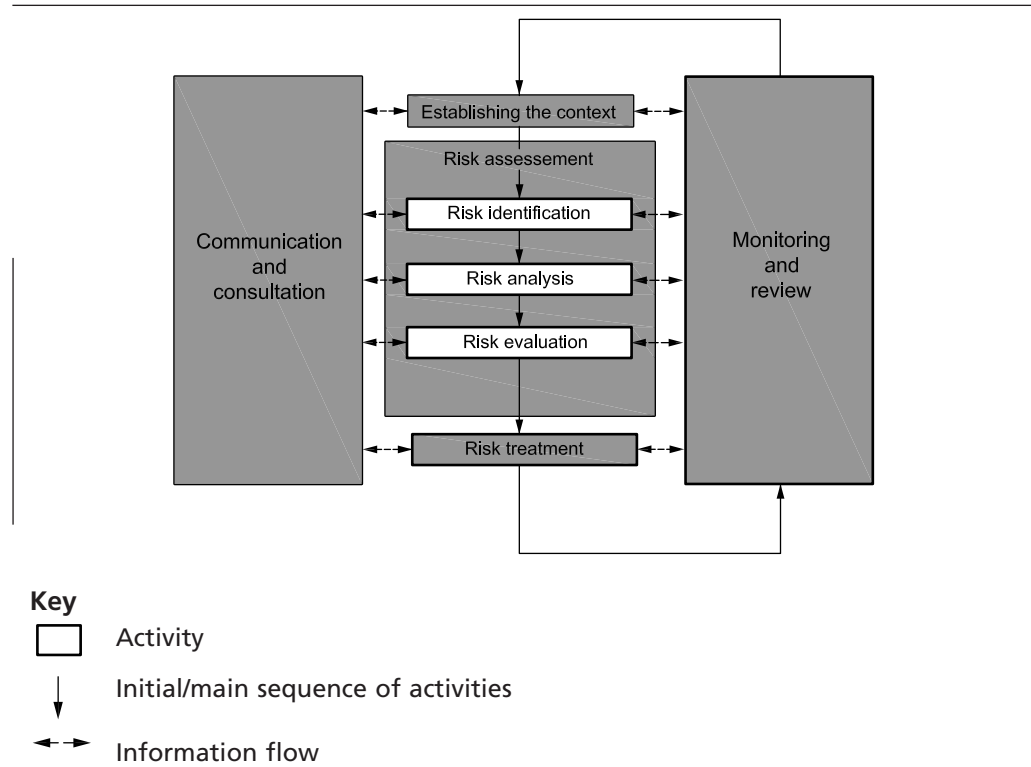 Establishing the context
Risk assessement
Risk identification
Communication
and
consultation
Risk analysis
Monitoring
and
review
Risk evaluation
Risk treatment
Key
Activity
Initial/main sequence of activities
Information flow